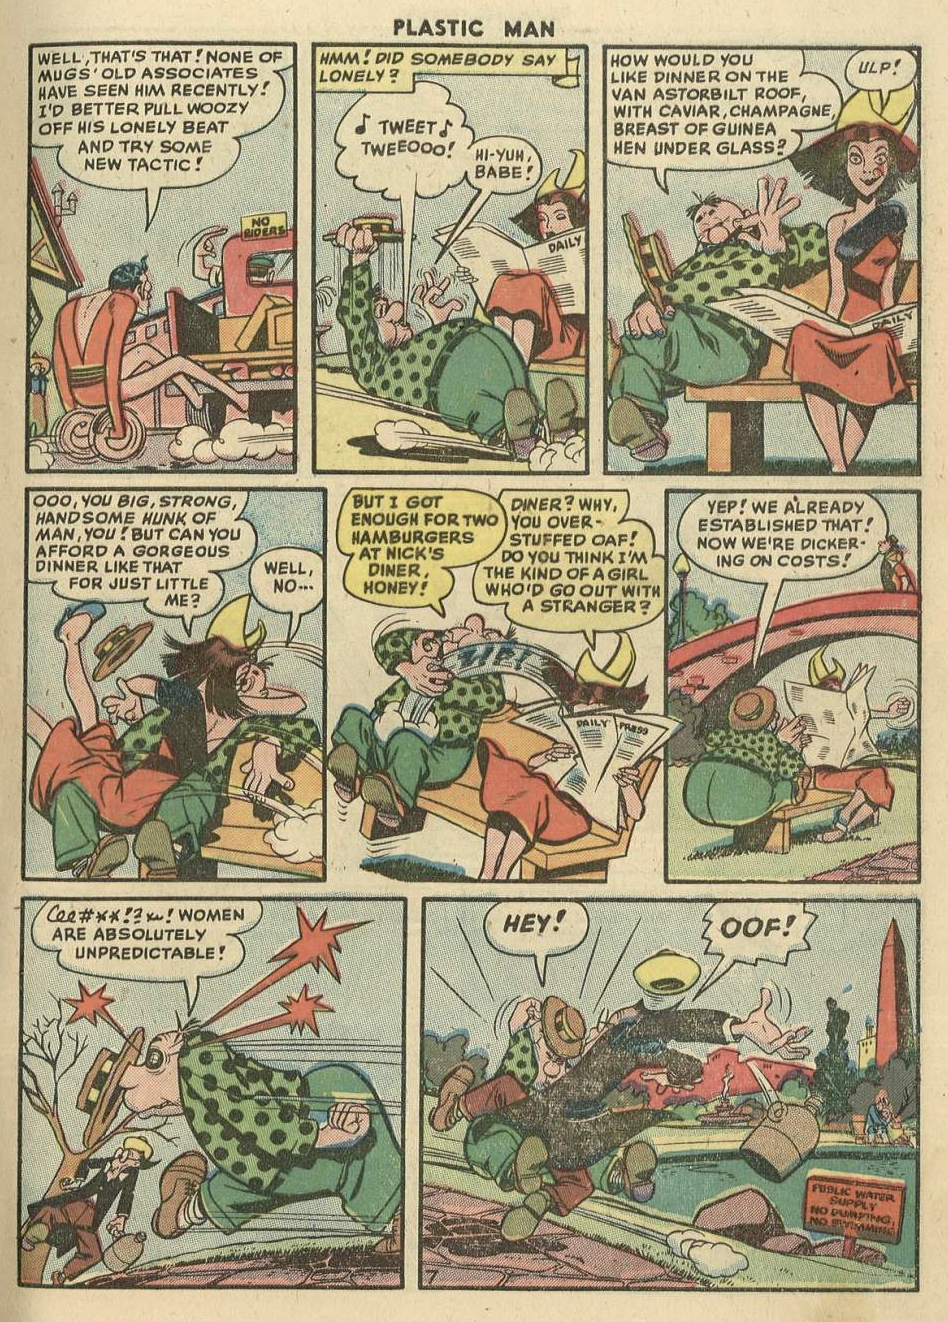 PLASTIC MAN
WELL, THAT'S THAT! NONE OF
MUGS' OLD ASSOCIATES
HAVE SEEN HIM RECENTLY!
I'D BETTER PULL WOOZY
OFF HIS LONELY BEAT
AND TRY SOME
NEW TACTIC!
NO
RIDERS
HMM! DID SOMEBODY SAY
LONELY?
♪ TWEET ♪
TWEEOOO!
HI-YUH,
BABE!
DAILY
HOW WOULD YOU
LIKE DINNER ON THE
VAN ASTORBILT ROOF,
WITH CAVIAR, CHAMPAGNE,
BREAST OF GUINEA
HEN UNDER GLASS?
ULP!
DAILY
OOO, YOU BIG, STRONG,
HANDSOME HUNK OF
MAN, YOU! BUT CAN YOU
AFFORD A GORGEOUS
DINNER LIKE THAT
FOR JUST LITTLE
ME?
WELL,
NO...
BUT I GOT
ENOUGH FOR TWO
HAMBURGERS
AT NICK'S
DINER,
HONEY!
DINER? WHY,
YOU OVER-
STUFFED OAF!
DO YOU THINK I'M
THE KIND OF A GIRL
WHO'D GO OUT WITH
A STRANGER?
ZIP!
DAILY PRESS
YEP! WE ALREADY
ESTABLISHED THAT!
NOW WE'RE DICKER-
ING ON COSTS!
Cee#**!?*~! WOMEN
ARE ABSOLUTELY
UNPREDICTABLE!
HEY!
OOF!
PUBLIC WATER
SUPPLY
NO DUMPING,
NO SWIMMING
7